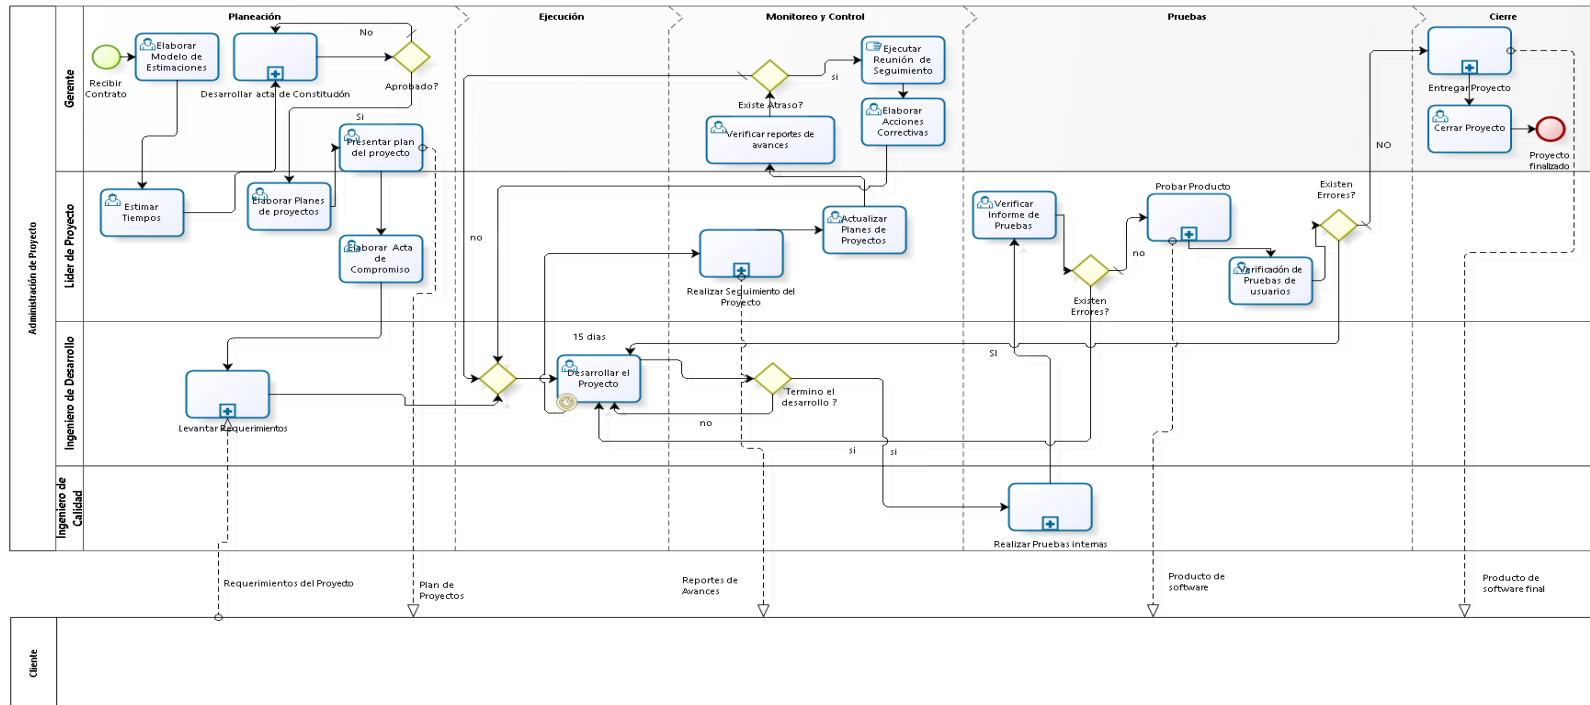 Planeación
Ejecución
Monitoreo y Control
Pruebas
Cierre
Administración de Proyecto
Gerente
Recibir
Contrato
Elaborar
Modelo de
Estimaciones
Desarrollar acta de Constitución
No
Aprobado?
Si
Presentar plan
del proyecto
Existe Atraso?
si
Ejecutar
Reunión de
Seguimiento
Elaborar
Acciones
Correctivas
Verificar reportes de
avances
NO
Entregar Proyecto
Cerrar Proyecto
Proyecto
finalizado
Lider de Proyecto
Estimar
Tiempos
Elaborar Planes
de proyectos
Elaborar Acta
de
Compromiso
no
Realizar Seguimiento del
Proyecto
Actualizar
Planes de
Proyectos
Verificar
Informe de
Pruebas
Existen
Errores?
no
Probar Producto
Verificación de
Pruebas de
usuarios
Existen
Errores?
Ingeniero de Desarrollo
Levantar Requerimientos
15 dias
Desarrollar el
Proyecto
Termino el
desarrollo ?
no
si
si
SI
Ingeniero de
Calidad
Realizar Pruebas internas
Requerimientos del Proyecto
Plan de
Proyectos
Reportes de
Avances
Producto de
software
Producto de
software final
Cliente